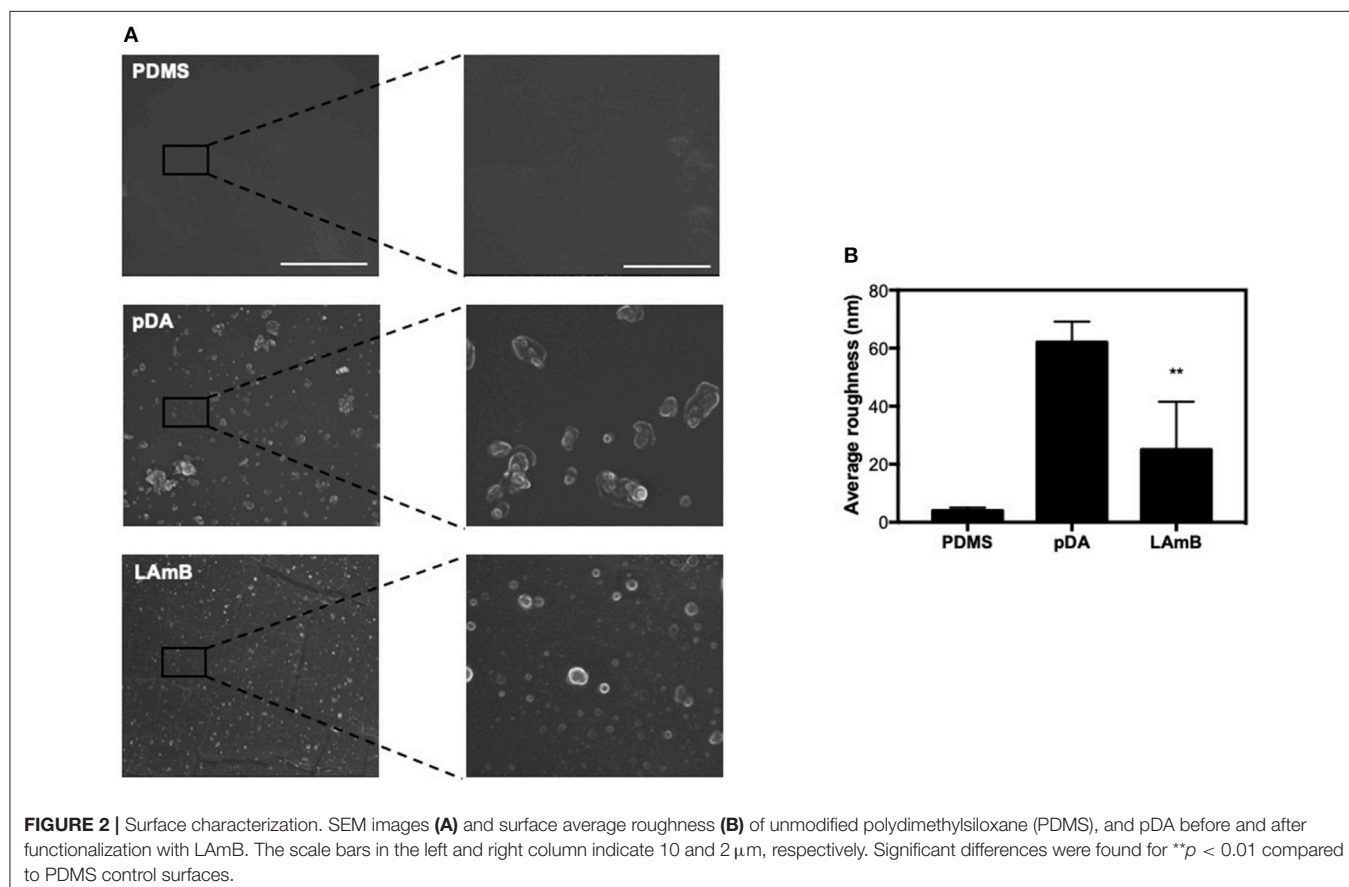 A
PDMS
pDA
LAmB
B
Average roughness (nm)
80
60
40
20
0
**
PDMS pDA LAmB
FIGURE 2 | Surface characterization. SEM images (A) and surface average roughness (B) of unmodified polydimethylsiloxane (PDMS), and pDA before and after
functionalization with LAmB. The scale bars in the left and right column indicate 10 and 2 μm, respectively. Significant differences were found for **p < 0.01 compared
to PDMS control surfaces.